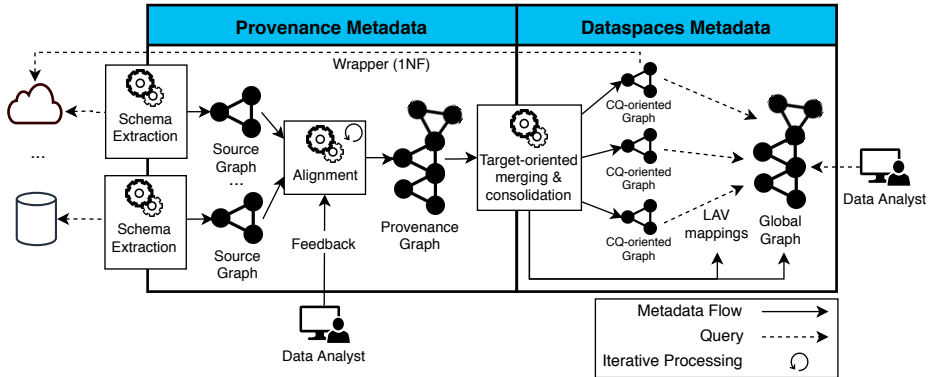 Provenance Metadata
Dataspaces Metadata
Wrapper (1NF)
Schema
Extraction
Source
Graph
...
...
Schema
Extraction
Source
Graph
Alignment
Feedback
Provenance
Graph
Target-oriented
merging &
consolidation
CQ-oriented
Graph
CQ-oriented
Graph
CQ-oriented
Graph
LAV
mappings
Global
Graph
Data Analyst
Data Analyst
Metadata Flow
Query
Iterative Processing